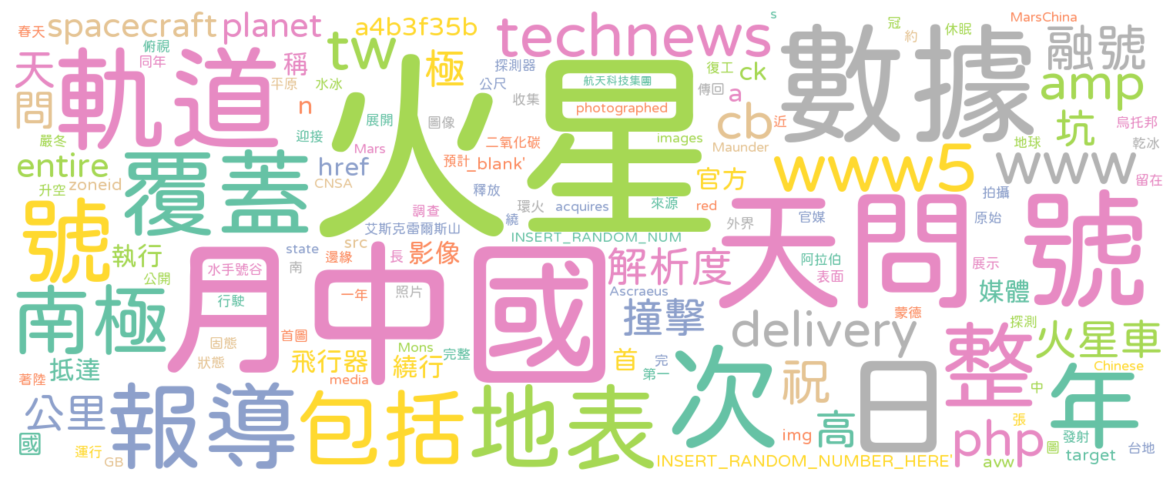 春天 spacecraft planet tw a4b3f35b technews s MarsChina
俯視 同年 稱 極 探測器 航天科技集團 復工 ck 數據 冠 約 休眠 融號
天 問 軌道 平原 水冰 n 火星 公尺 收集 photographed 傳回 a amp
嚴冬 迎接 展開 圖像 二氧化碳 images cb 近 坑 烏托邦
entire 覆蓋 href Mars 預計 _blank' Maunder www5 www 地球 乾冰
升空 zoneid CNSA 釋放 官方 留在
號 調查 環火 acquires 來源 red 天問號 官媒 拍攝
艾斯克雷爾斯山 繞 外界 原始
執行 state src 邊緣 長 影像 INSERT_RANDOM_NUM
公開 水手號谷 南 月 中國 解析度 阿拉伯 表面 展示
南極 行駛 一年 照片 Ascraeus 撞擊 媒體
蒙德 探測 火星車
抵達 固態 狀態 首圖 飛行器 Mons 完整 繞行 首 完 delivery 整
著陸 media 第一 次 祝 日 中 Chinese 年
公里 報導 包括 地表 高 張
國 img php 圖 發射
運行 GB INSERT_RANDOM_NUMBER_HERE' avw target 台地